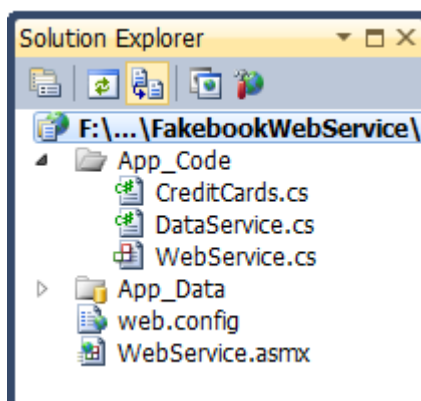 Solution Explorer
F:\...\FakebookWebService\
App_Code
CreditCards.cs
DataService.cs
WebService.cs
App_Data
web.config
WebService.asmx